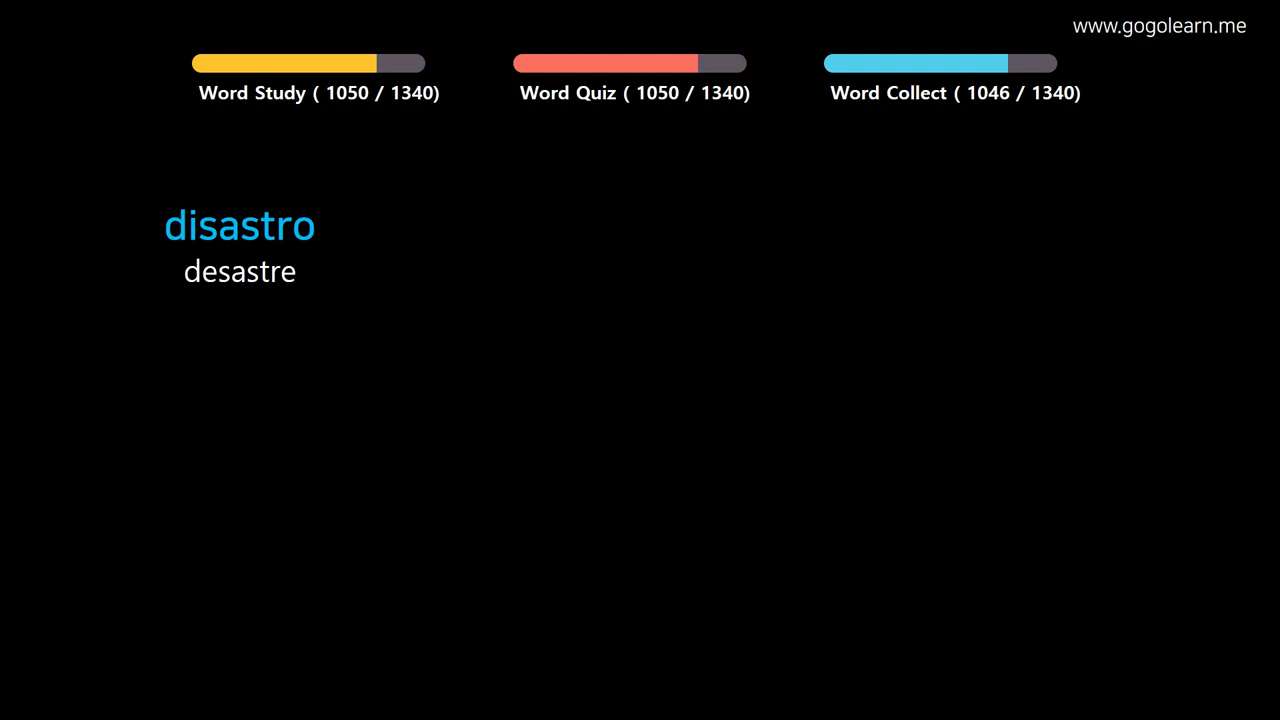 www.gogolearn.me
Word Study ( 1050 / 1340)
Word Quiz ( 1050 / 1340)
Word Collect ( 1046 / 1340)
disastro
desastre